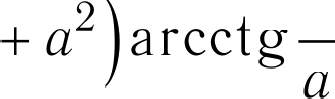 + a²) arcctg —/a